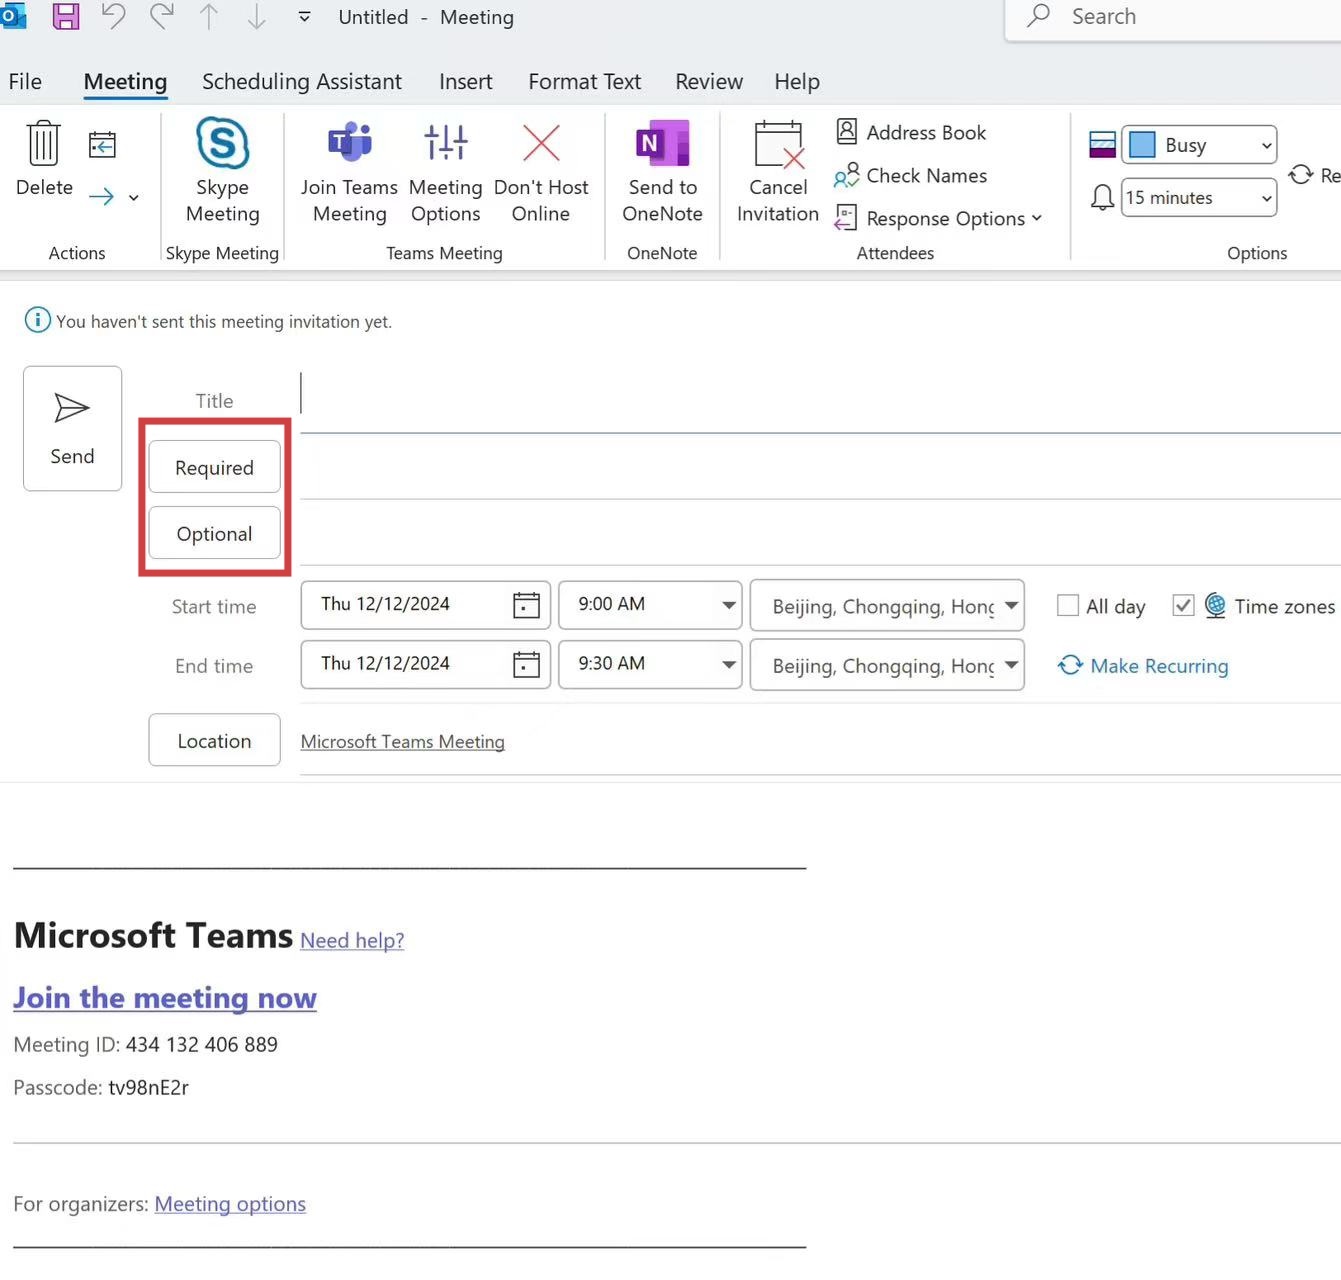 Untitled - Meeting
Search
File Meeting Scheduling Assistant Insert Format Text Review Help
Delete
Skype Meeting
Join Teams Meeting
Meeting Options
Don't Host Online
Send to OneNote
Cancel Invitation
Address Book
Check Names
Response Options
Busy
15 minutes
Re
Actions Skype Meeting Teams Meeting OneNote Attendees Options
You haven't sent this meeting invitation yet.
Send
Title
Required
Optional
Start time Thu 12/12/2024 9:00 AM Beijing, Chongqing, Hong All day Time zones
End time Thu 12/12/2024 9:30 AM Beijing, Chongqing, Hong Make Recurring
Location Microsoft Teams Meeting
Microsoft Teams Need help?
Join the meeting now
Meeting ID: 434 132 406 889
Passcode: tv98nE2r
For organizers: Meeting options